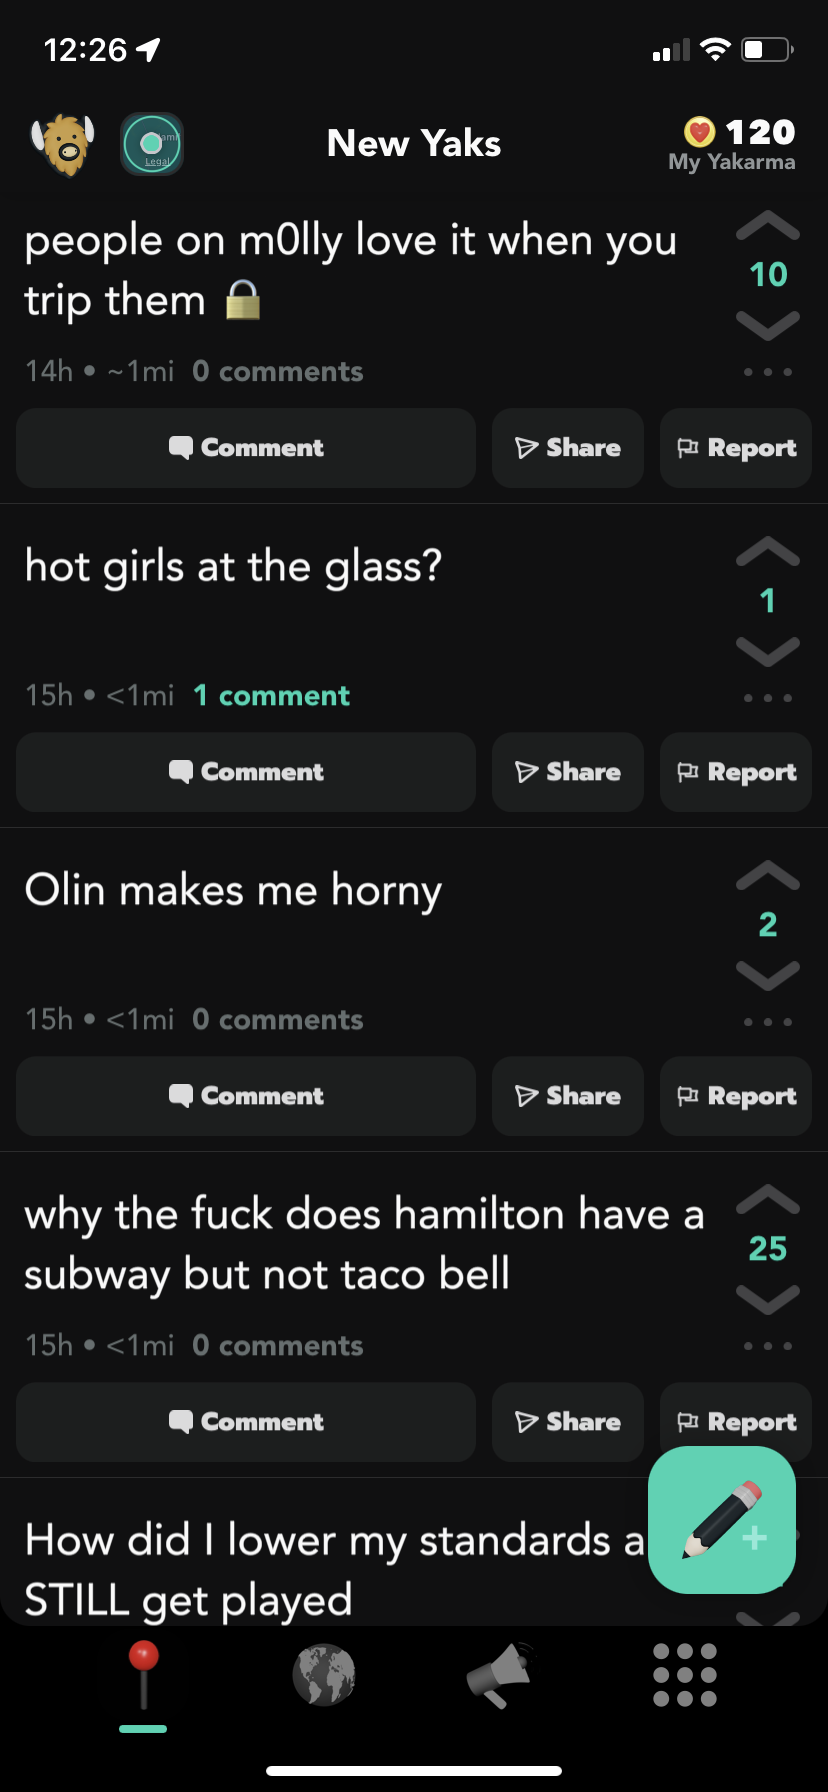 12:26
Legal
New Yaks
120
My Yakarma
people on m0lly love it when you
trip them 🔒
10
14h • ~1mi 0 comments
Comment
Share
Report
hot girls at the glass?
1
15h • <1mi 1 comment
Comment
Share
Report
Olin makes me horny
2
15h • <1mi 0 comments
Comment
Share
Report
why the fuck does hamilton have a
subway but not taco bell
25
15h • <1mi 0 comments
Comment
Share
Report
How did I lower my standards a
STILL get played